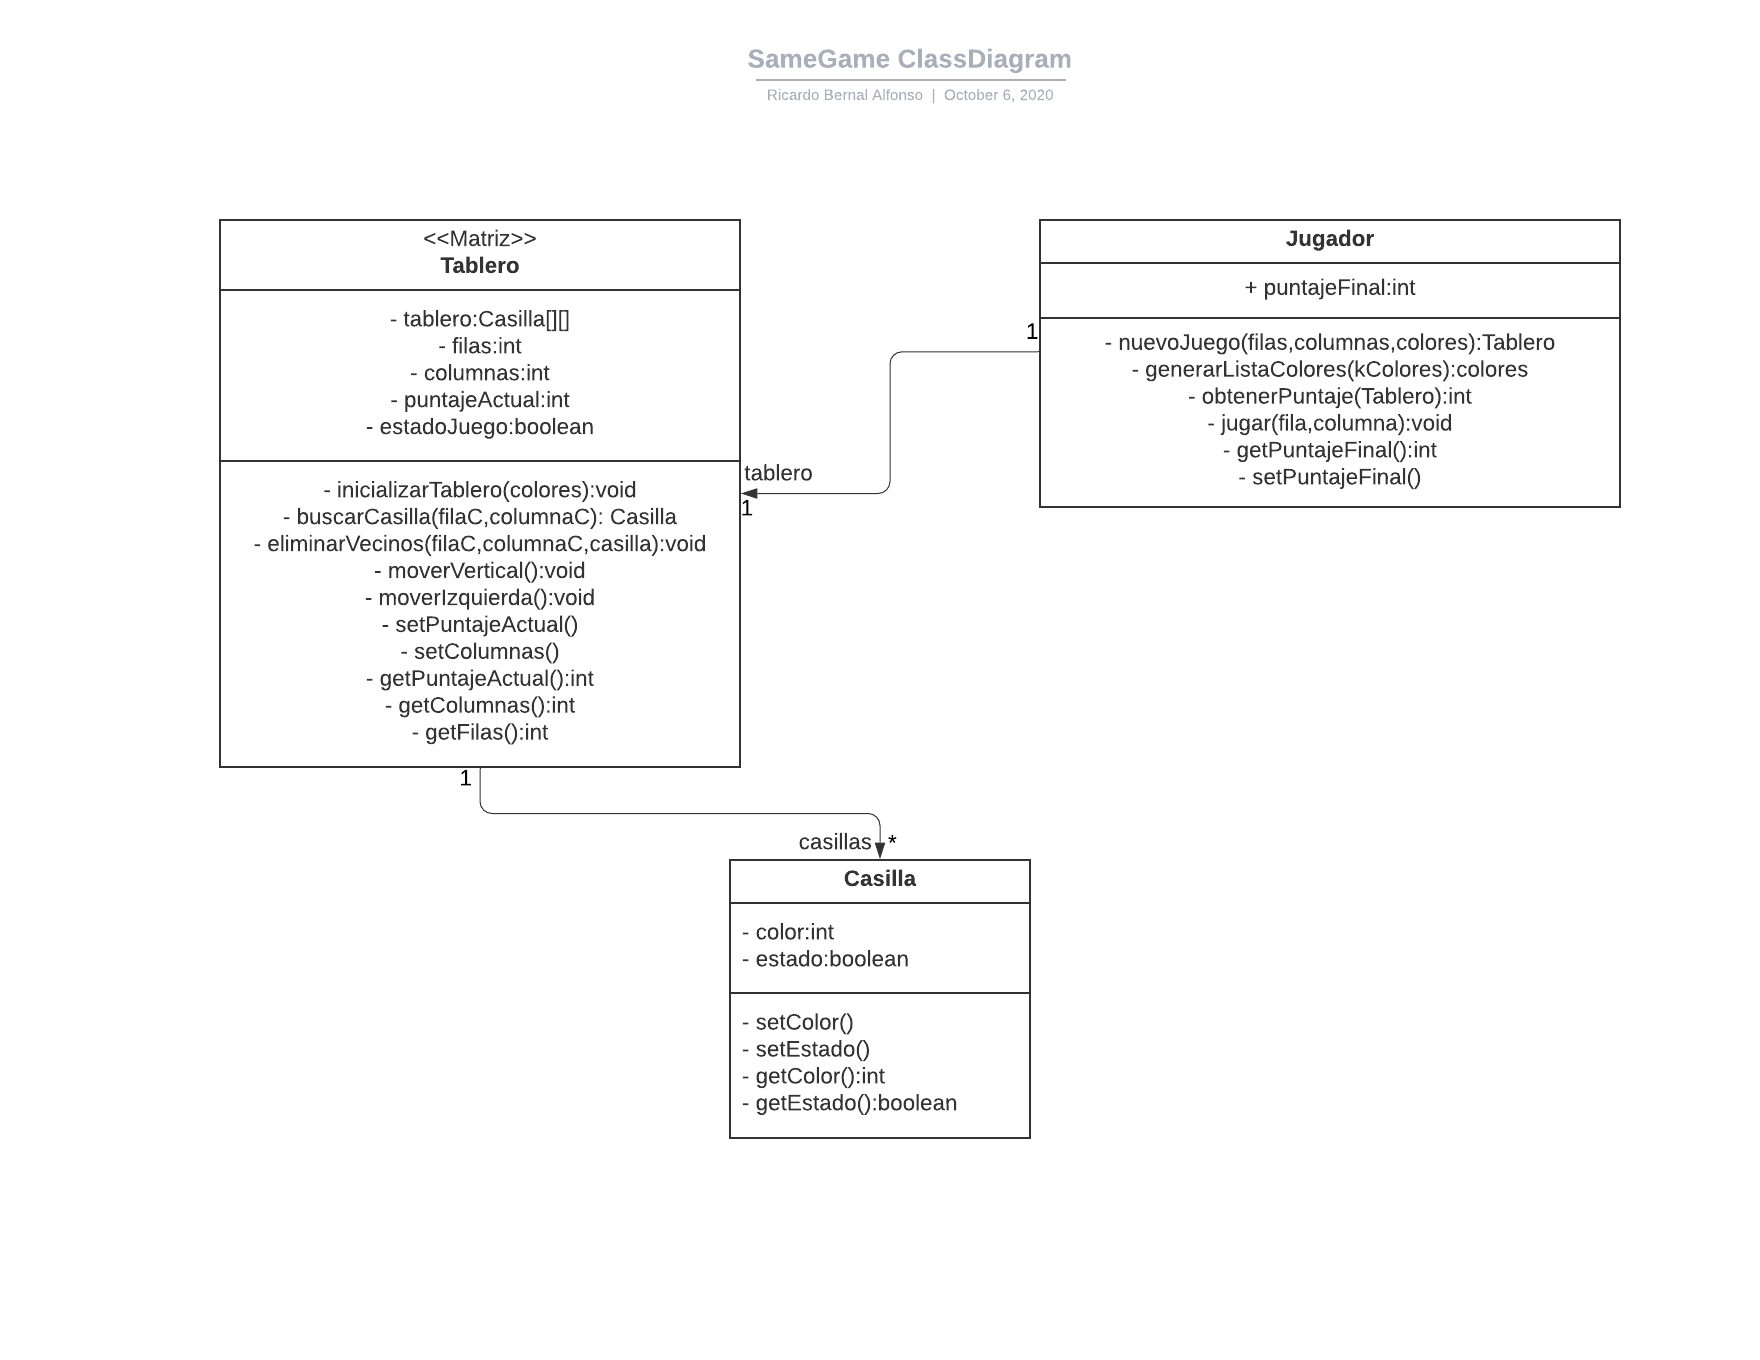 SameGame ClassDiagram
Ricardo Bernal Alfonso | October 6, 2020
<<Matriz>>
Tablero
- tablero:Casilla[][]
- filas:int
- columnas:int
- puntajeActual:int
- estadoJuego:boolean
- inicializarTablero(colores):void
- buscarCasilla(filaC,columnaC): Casilla
- eliminarVecinos(filaC,columnaC,casilla):void
- moverVertical():void
- moverIzquierda():void
- setPuntajeActual()
- setColumnas()
- getPuntajeActual():int
- getColumnas():int
- getFilas():int
Jugador
+ puntajeFinal:int
- nuevoJuego(filas,columnas,colores):Tablero
- generarListaColores(kColores):colores
- obtenerPuntaje(Tablero):int
- jugar(fila,columna):void
- getPuntajeFinal():int
- setPuntajeFinal()
1
tablero
1
1
casillas
*
Casilla
- color:int
- estado:boolean
- setColor()
- setEstado()
- getColor():int
- getEstado():boolean